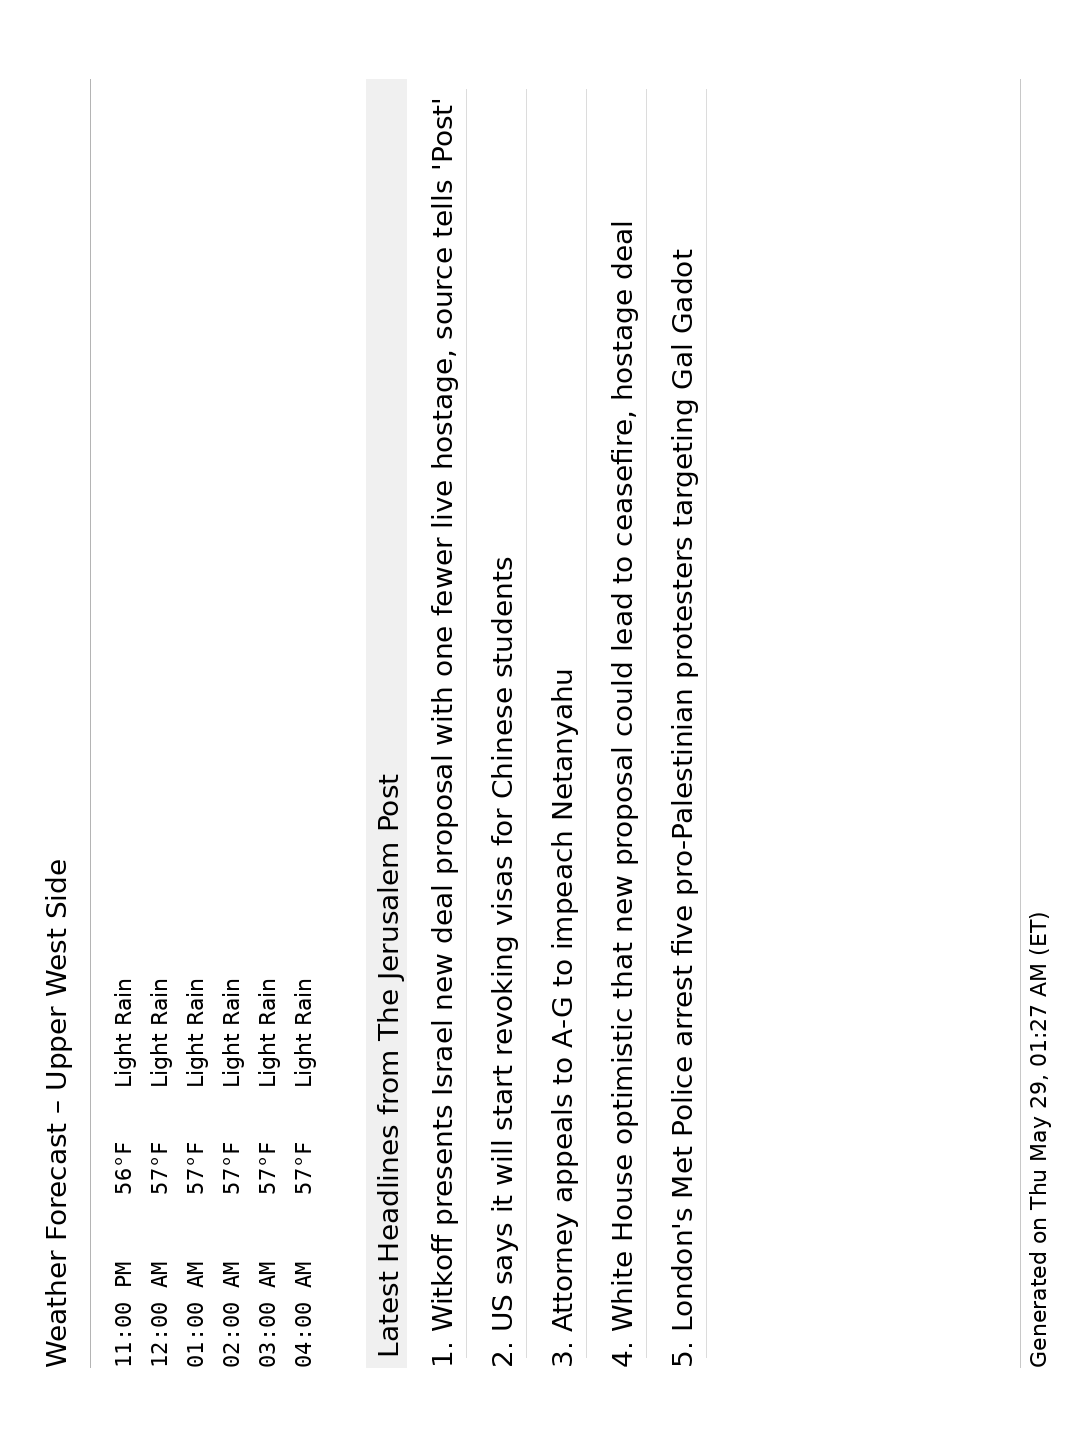 Weather Forecast – Upper West Side
11:00 PM 56°F Light Rain
12:00 AM 57°F Light Rain
01:00 AM 57°F Light Rain
02:00 AM 57°F Light Rain
03:00 AM 57°F Light Rain
04:00 AM 57°F Light Rain
Latest Headlines from The Jerusalem Post
1. Witkoff presents Israel new deal proposal with one fewer live hostage, source tells 'Post'
2. US says it will start revoking visas for Chinese students
3. Attorney appeals to A-G to impeach Netanyahu
4. White House optimistic that new proposal could lead to ceasefire, hostage deal
5. London's Met Police arrest five pro-Palestinian protesters targeting Gal Gadot
Generated on Thu May 29, 01:27 AM (ET)